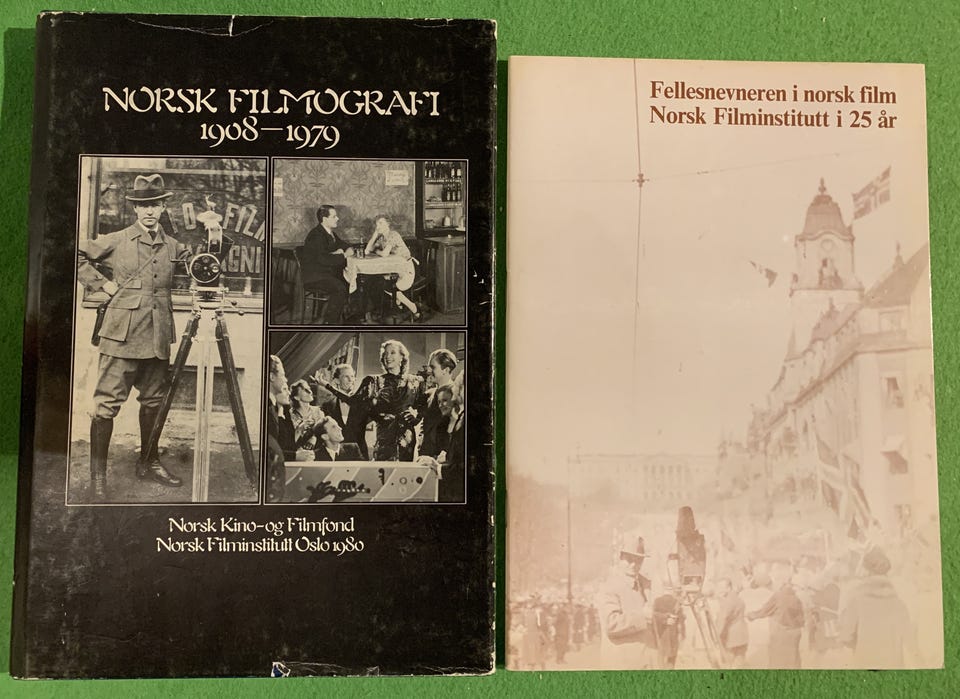 NORSK FILMOGRAFI
1908–1979
Norsk Kino- og Filmfond
Norsk Filminstitutt Oslo 1980
Fellesnevneren i norsk film
Norsk Filminstitutt i 25 år